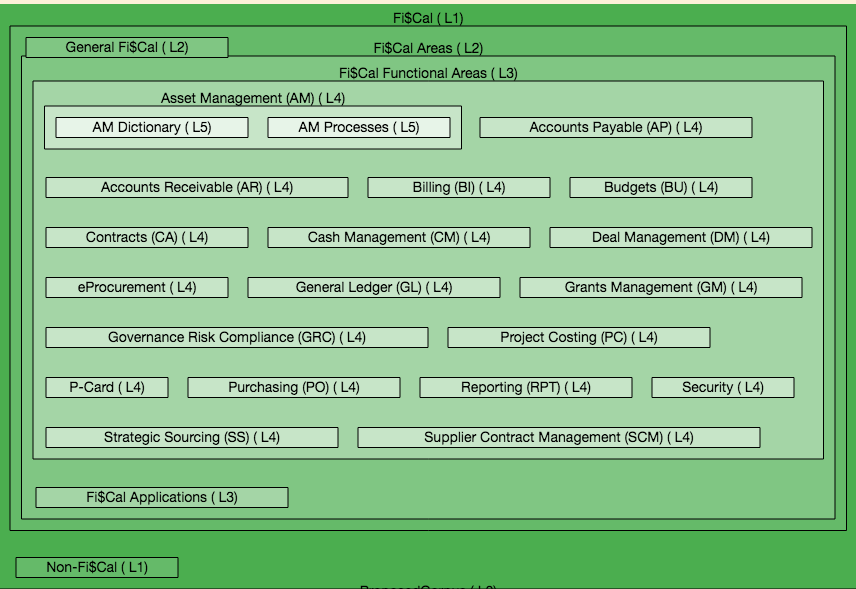 Fi$Cal ( L1)
General Fi$Cal ( L2)
Fi$Cal Areas ( L2)
Fi$Cal Functional Areas ( L3)
Asset Management (AM) ( L4)
AM Dictionary ( L5)
AM Processes ( L5)
Accounts Payable (AP) ( L4)
Accounts Receivable (AR) ( L4)
Billing (BI) ( L4)
Budgets (BU) ( L4)
Contracts (CA) ( L4)
Cash Management (CM) ( L4)
Deal Management (DM) ( L4)
eProcurement ( L4)
General Ledger (GL) ( L4)
Grants Management (GM) ( L4)
Governance Risk Compliance (GRC) ( L4)
Project Costing (PC) ( L4)
P-Card ( L4)
Purchasing (PO) ( L4)
Reporting (RPT) ( L4)
Security ( L4)
Strategic Sourcing (SS) ( L4)
Supplier Contract Management (SCM) ( L4)
Fi$Cal Applications ( L3)
Non-Fi$Cal ( L1)